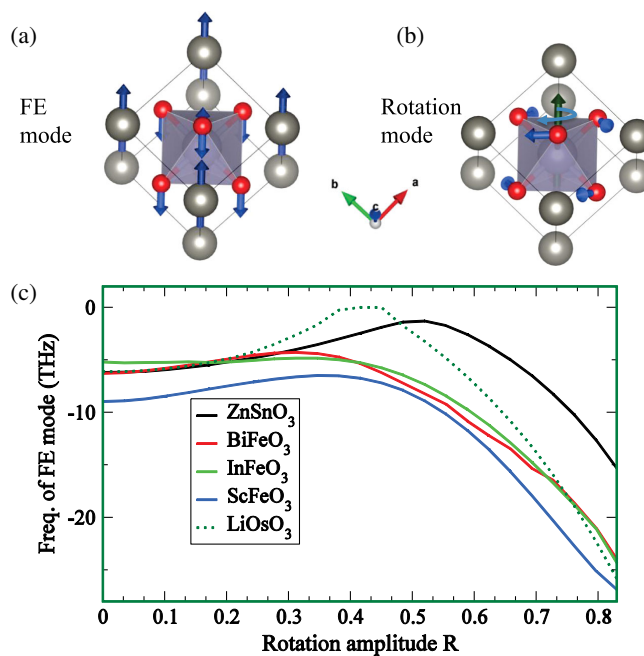 (a)
(b)
FE
mode
Rotation
mode
b
c
a
(c)
0
-10
-20
Freq. of FE mode (THz)
ZnSnO₃
BiFeO₃
InFeO₃
ScFeO₃
LiOsO₃
0 0.1 0.2 0.3 0.4 0.5 0.6 0.7 0.8
Rotation amplitude R